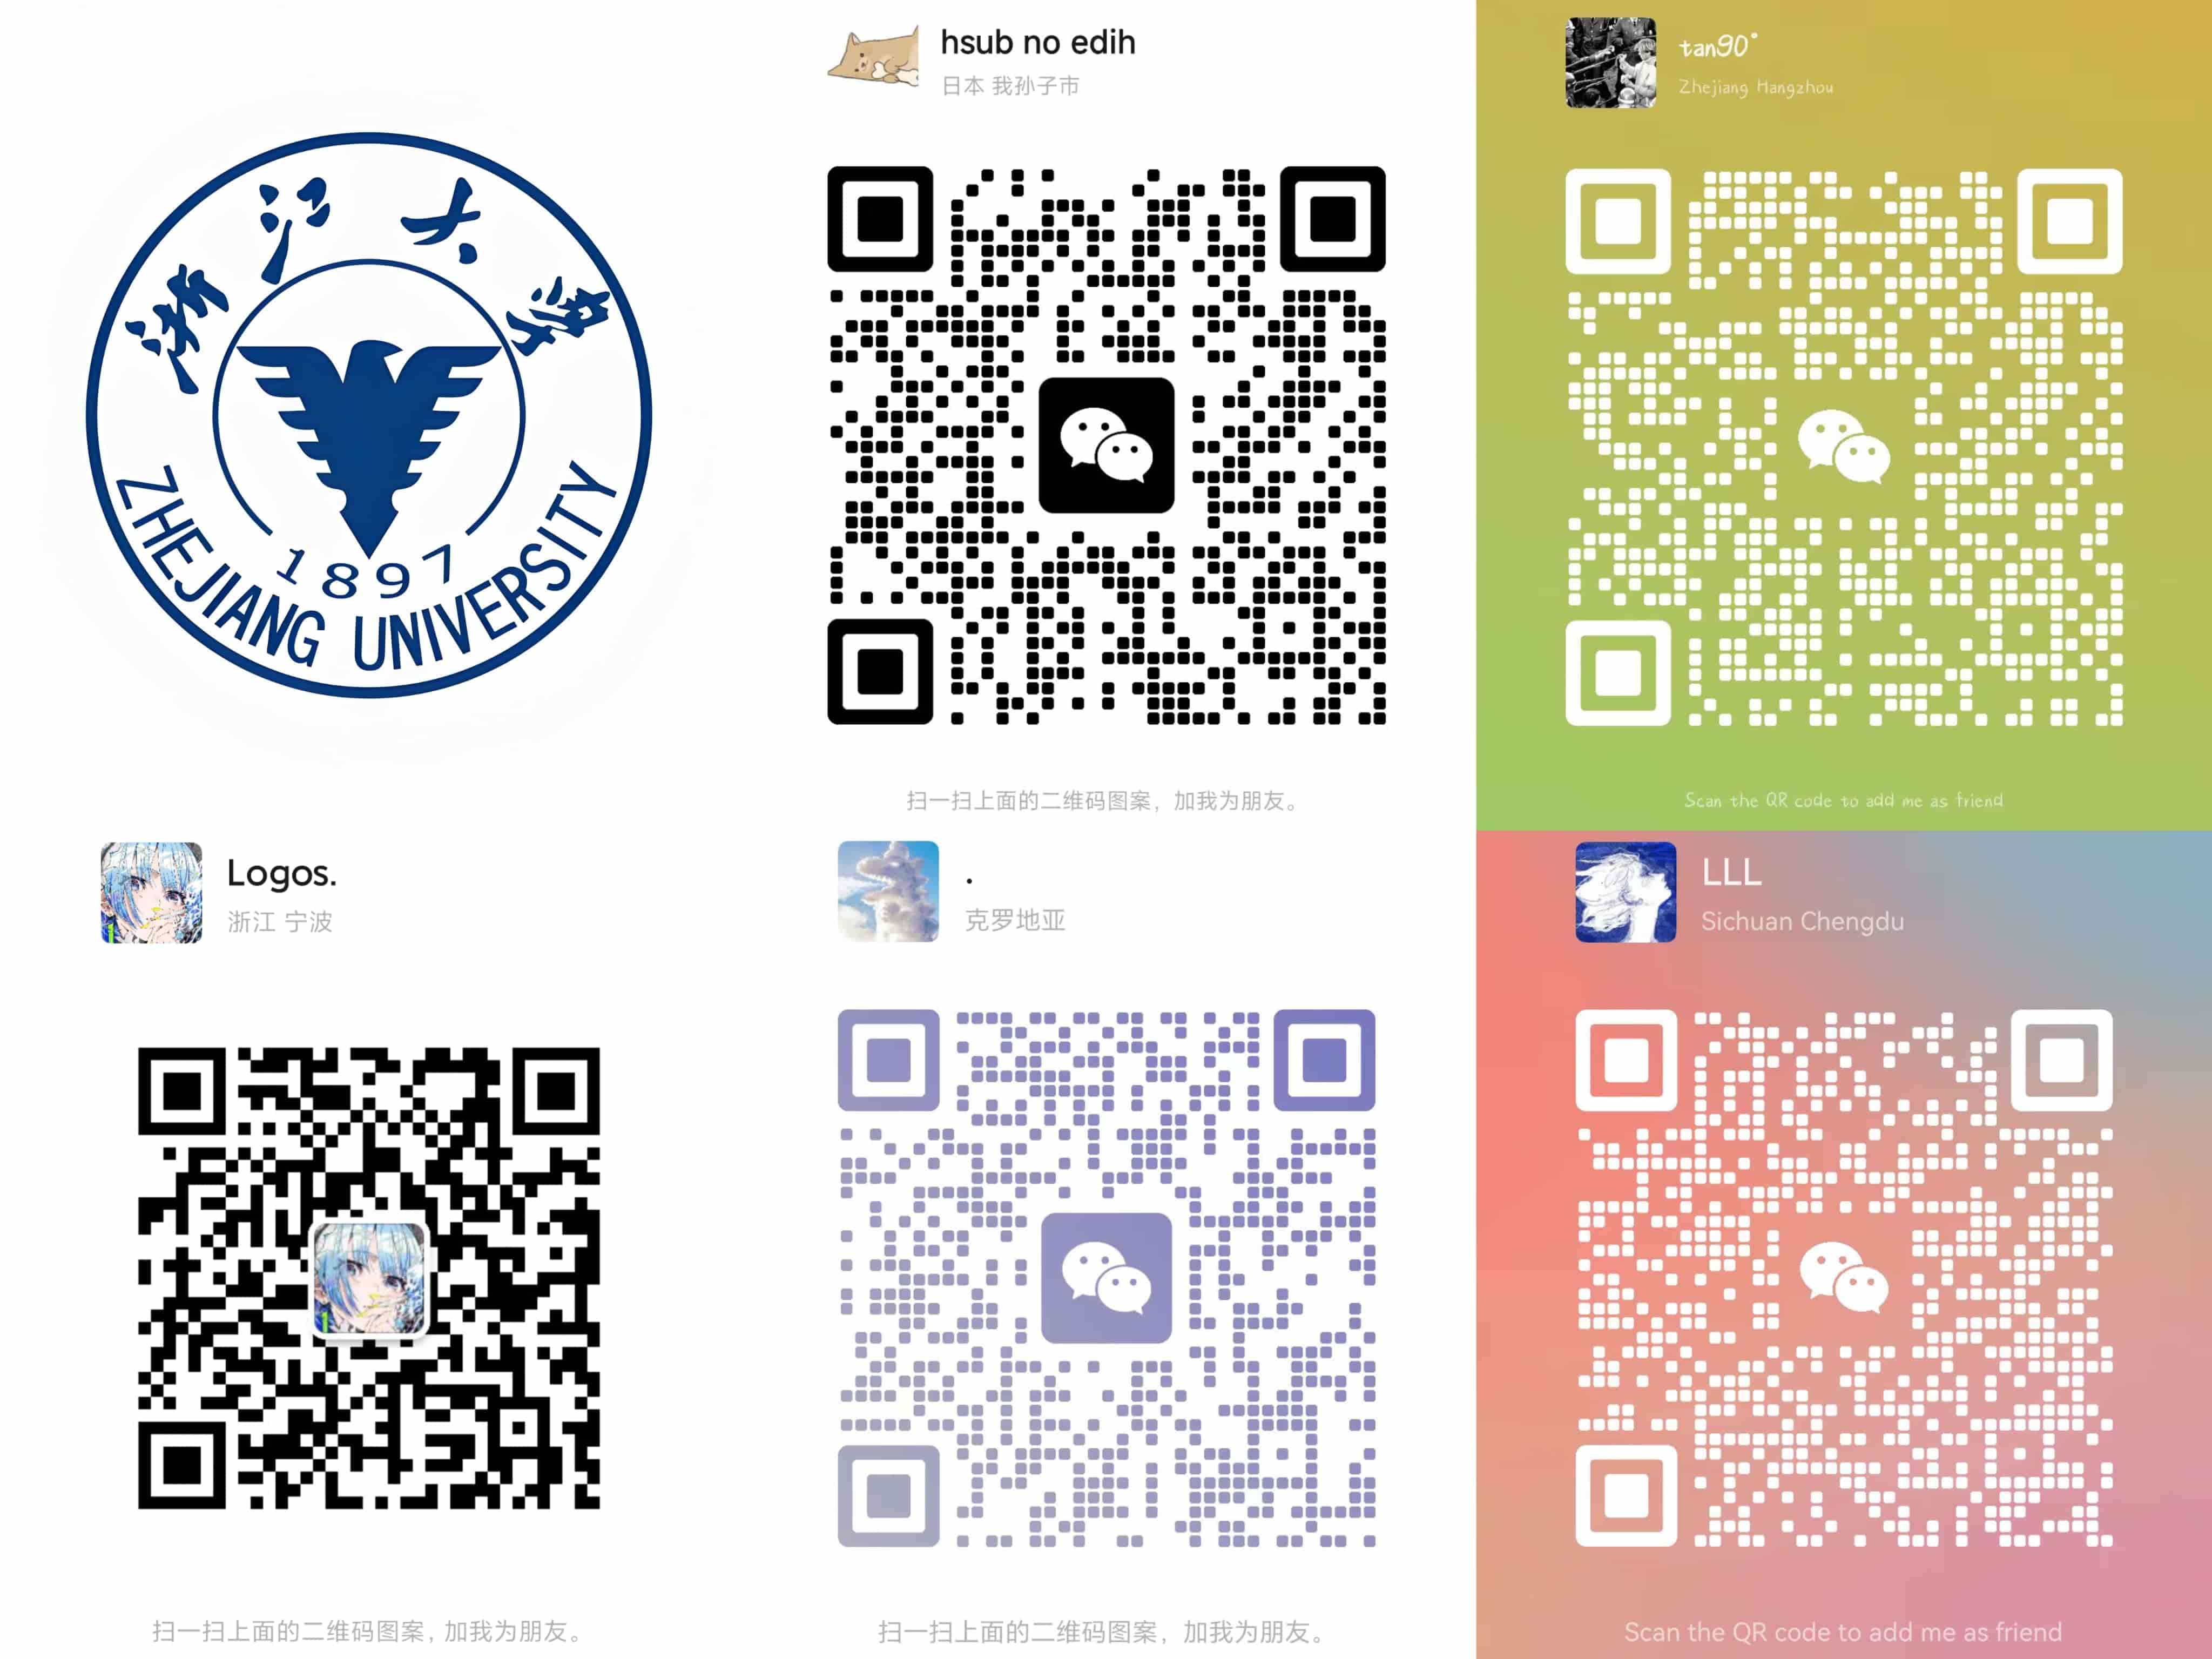 浙江大學
1897
ZHEJIANG UNIVERSITY
hsub no edih
日本 我孙子市
扫一扫上面的二维码图案，加我为朋友。
tan90°
Zhejiang Hangzhou
Scan the QR code to add me as friend
Logos.
浙江 宁波
扫一扫上面的二维码图案，加我为朋友。
.
克罗地亚
扫一扫上面的二维码图案，加我为朋友。
LLL
Sichuan Chengdu
Scan the QR code to add me as friend